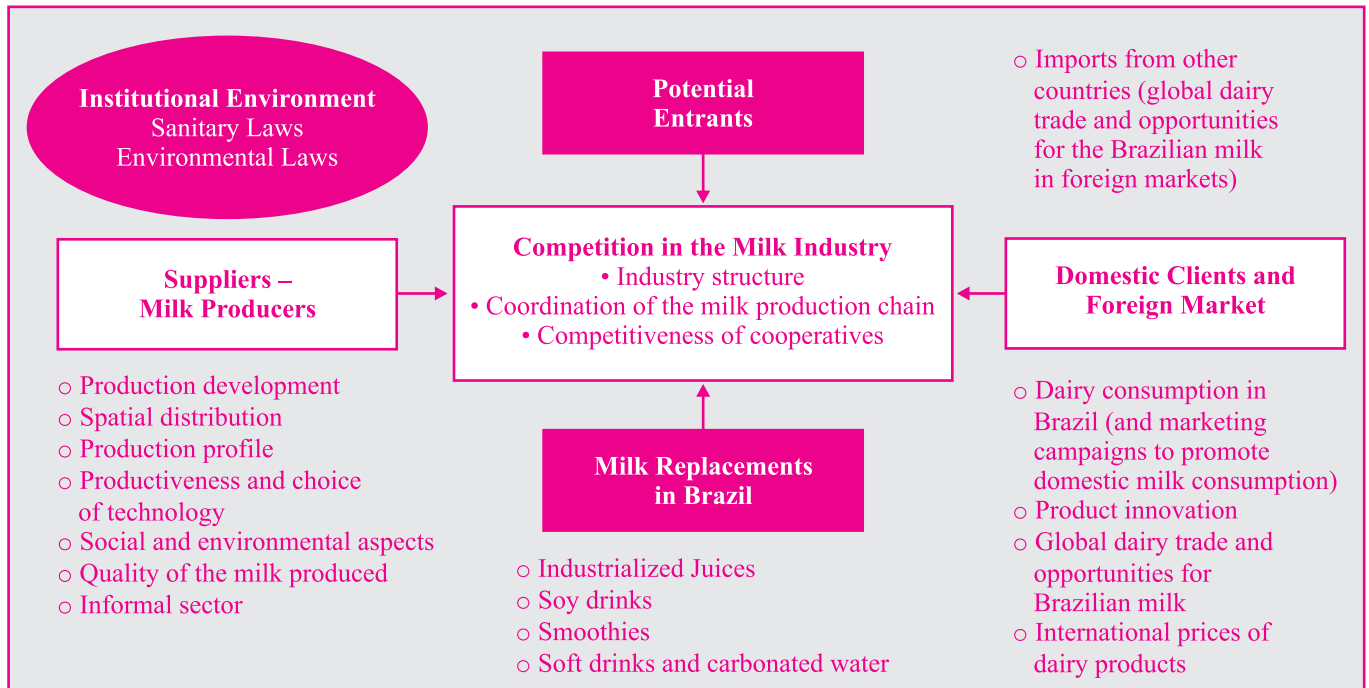 Institutional Environment
Sanitary Laws
Environmental Laws
Potential
Entrants
○ Imports from other
countries (global dairy
trade and opportunities
for the Brazilian milk
in foreign markets)
Suppliers –
Milk Producers
Competition in the Milk Industry
• Industry structure
• Coordination of the milk production chain
• Competitiveness of cooperatives
Domestic Clients and
Foreign Market
○ Production development
○ Spatial distribution
○ Production profile
○ Productiveness and choice
of technology
○ Social and environmental aspects
○ Quality of the milk produced
○ Informal sector
Milk Replacements
in Brazil
○ Industrialized Juices
○ Soy drinks
○ Smoothies
○ Soft drinks and carbonated water
○ Dairy consumption in
Brazil (and marketing
campaigns to promote
domestic milk consumption)
○ Product innovation
○ Global dairy trade and
opportunities for
Brazilian milk
○ International prices of
dairy products